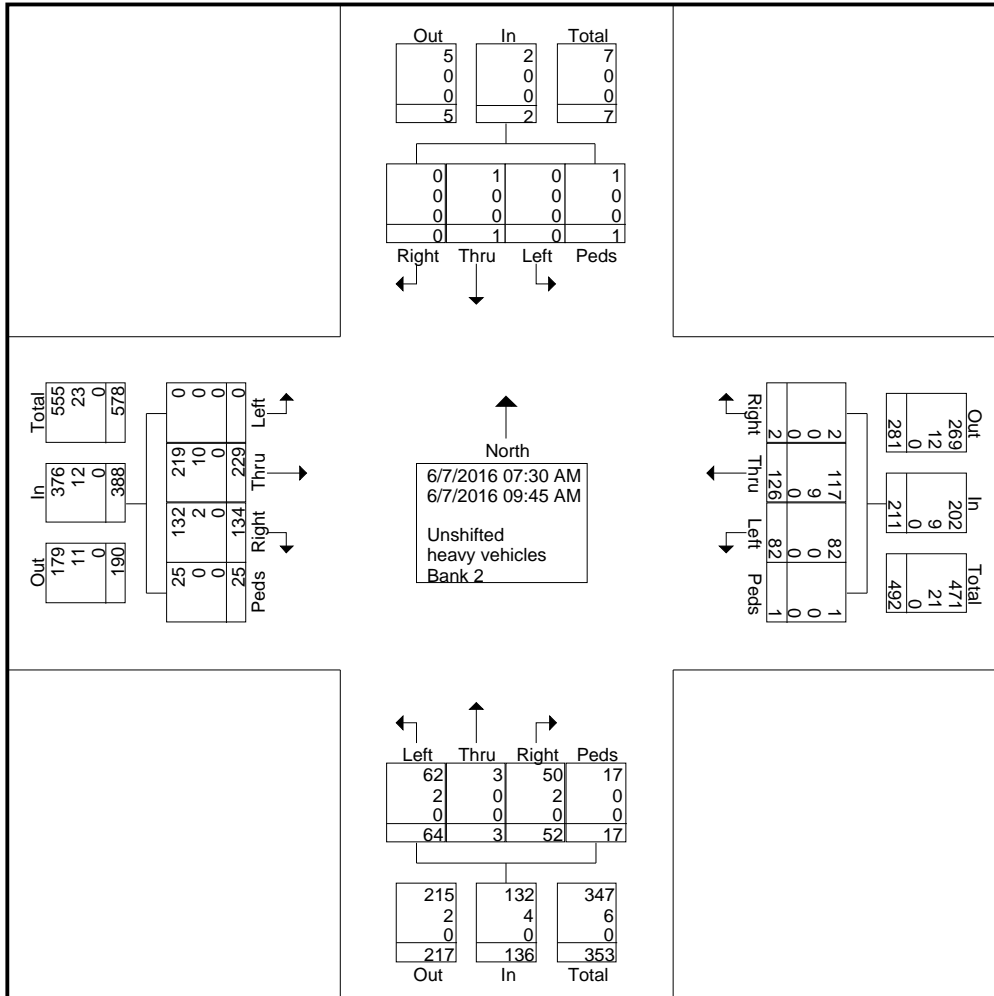 Out In Total
5 2 7
0 0 0
0 0 0
5 2 7
0 1 0 1
0 0 0 0
0 0 0 0
0 1 0 1
Right Thru Left Peds
Total
555
23
0
578
In
376
12
0
388
Out
179
11
0
190
0 0 0 0 Left
219 10 0 229 Thru
132 2 0 134 Right
25 0 0 25 Peds
North
6/7/2016 07:30 AM
6/7/2016 09:45 AM
Unshifted
heavy vehicles
Bank 2
Right 2 0 0 2
Thru 117 9 0 126
Left 82 0 0 82
Peds 1 0 0 1
Out
269
12
0
281
In
202
9
0
211
Total
471
21
0
492
Left Thru Right Peds
62 3 50 17
2 0 2 0
0 0 0 0
64 3 52 17
215 132 347
2 4 6
0 0 0
217 136 353
Out In Total